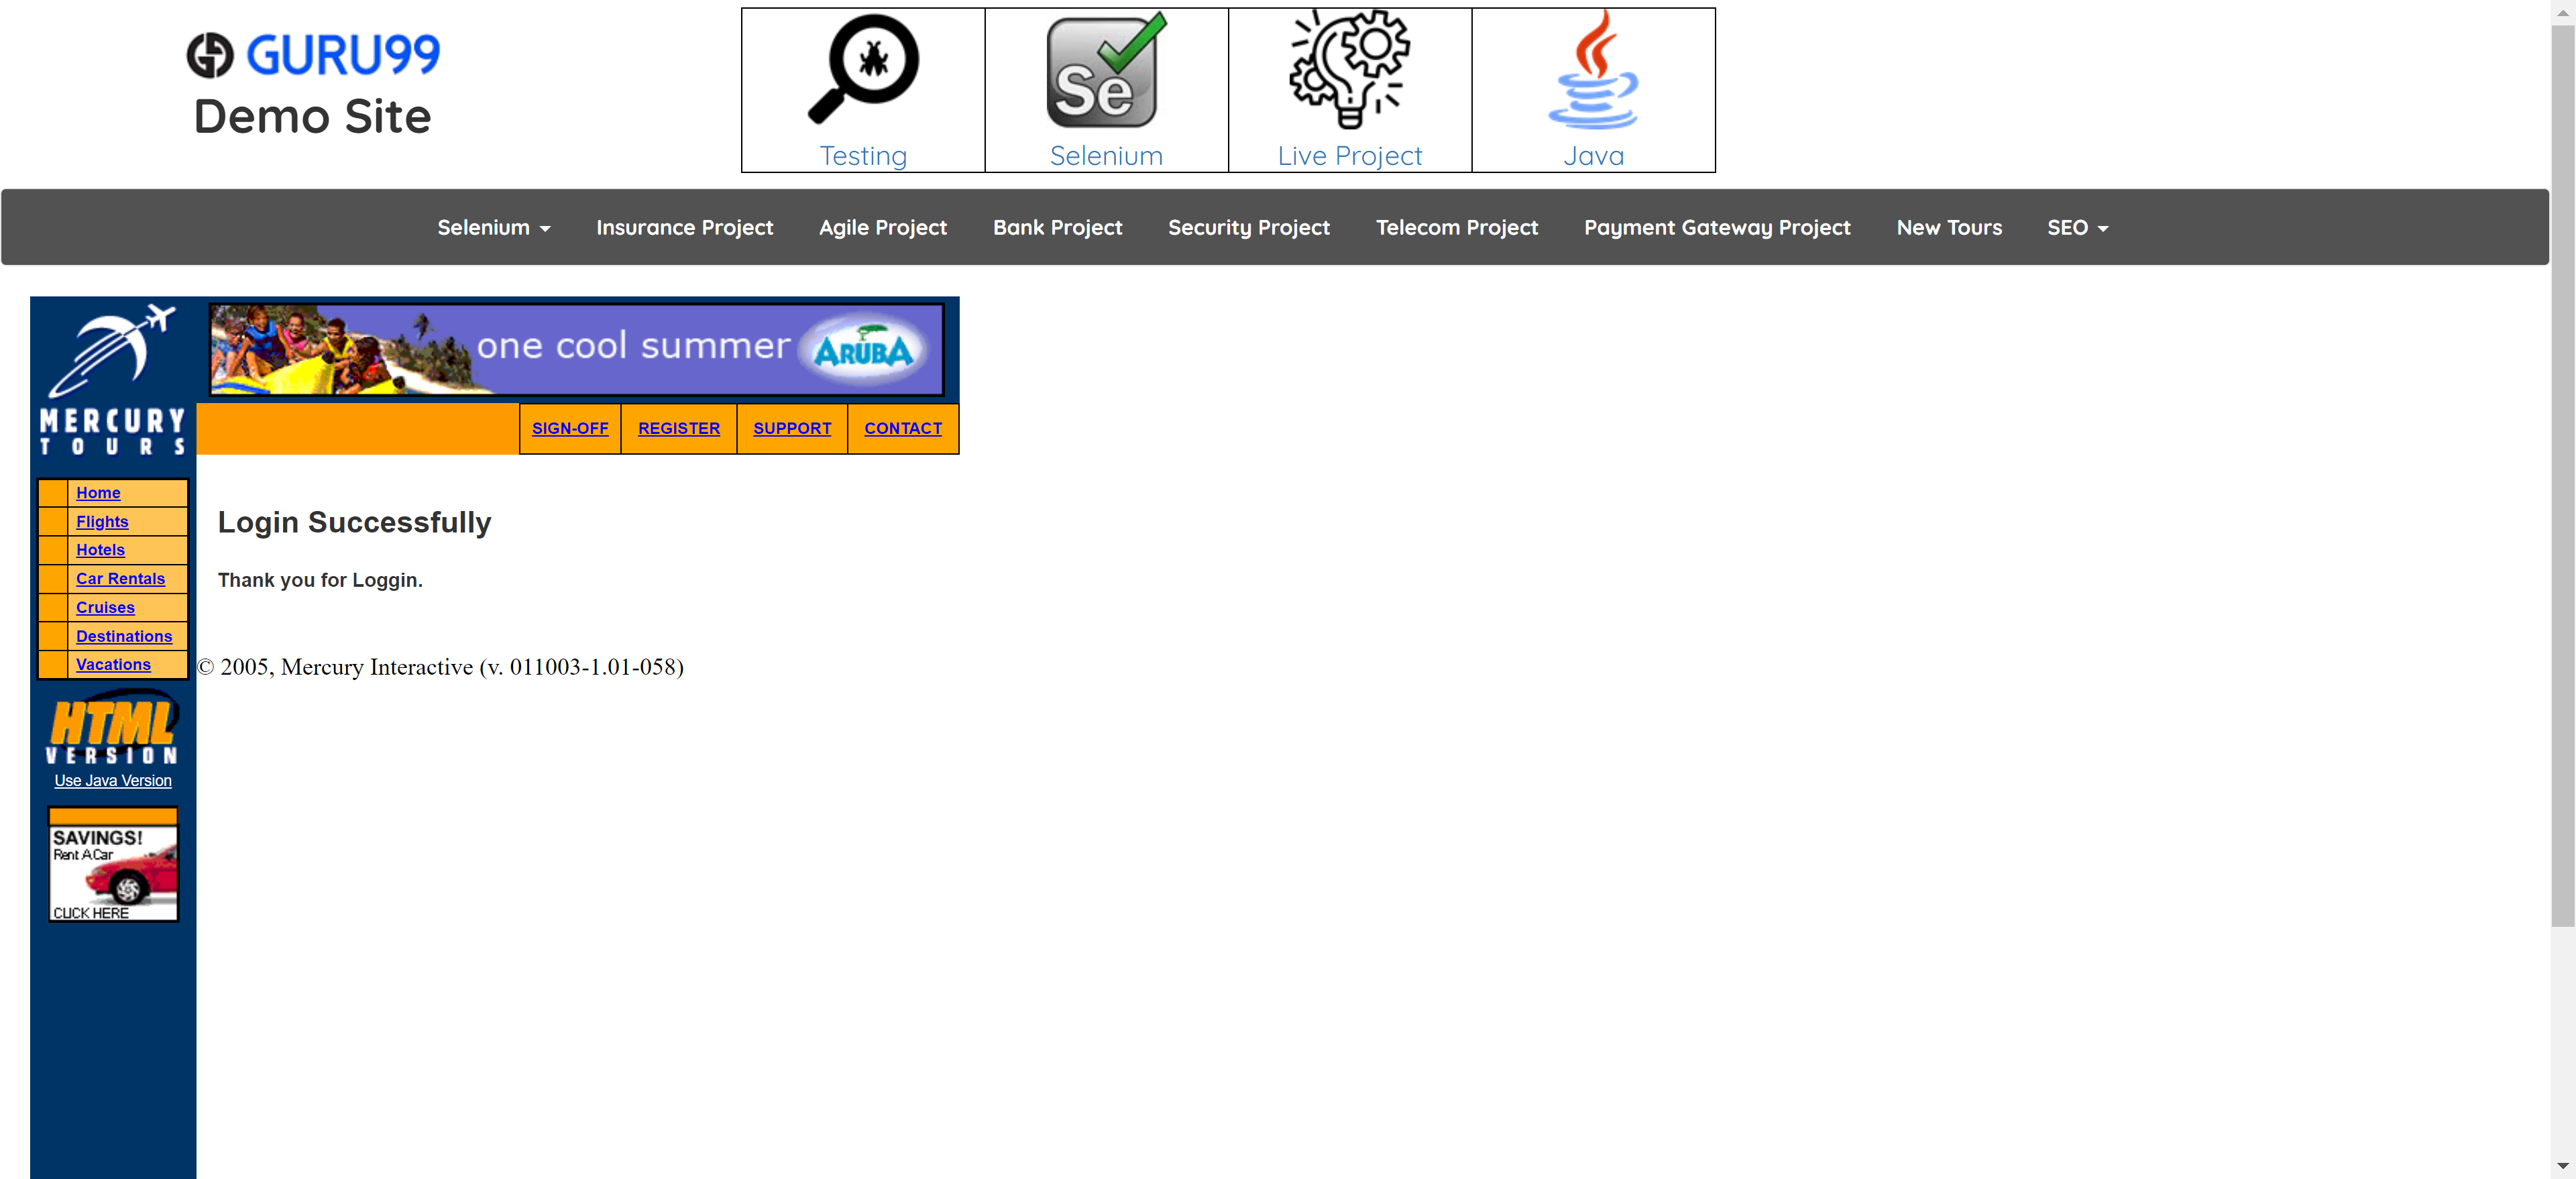 GURU99
Demo Site
Se
Testing
Selenium
Live Project
Java
Selenium
Insurance Project
Agile Project
Bank Project
Security Project
Telecom Project
Payment Gateway Project
New Tours
SEO
MERCURY
TOURS
one cool summer
ARUBA
SIGN-OFF
REGISTER
SUPPORT
CONTACT
Home
Flights
Hotels
Car Rentals
Cruises
Destinations
Vacations
HTML
VERSION
Use Java Version
SAVINGS!
Rent A Car
CLICK HERE
Login Successfully
Thank you for Loggin.
© 2005, Mercury Interactive (v. 011003-1.01-058)